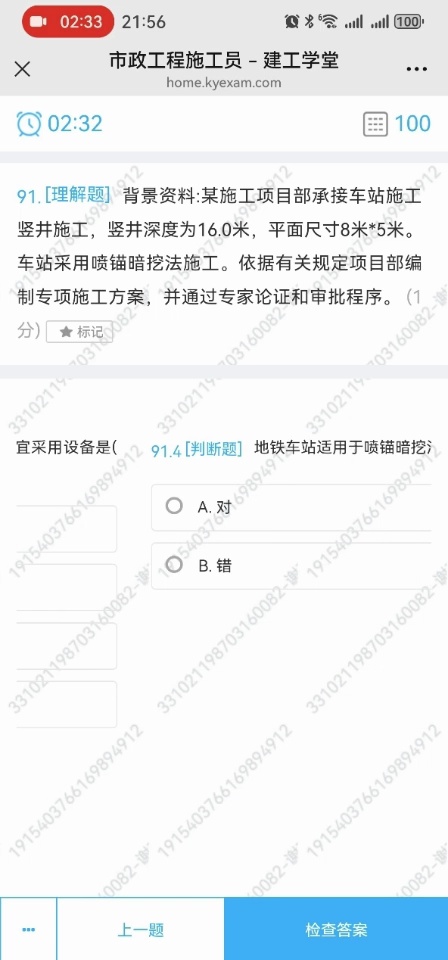 02:33 21:56 6 100
市政工程施工员 – 建工学堂
home.kyexam.com
02:32 100
91.[理解题] 背景资料:某施工项目部承接车站施工
竖井施工，竖井深度为16.0米，平面尺寸8米*5米。
车站采用喷锚暗挖法施工。依据有关规定项目部编
制专项施工方案，并通过专家论证和审批程序。(1
分) ★ 标记
宜采用设备是( 91.4 [判断题] 地铁车站适用于喷锚暗挖
A. 对
B. 错
上一题 检查答案